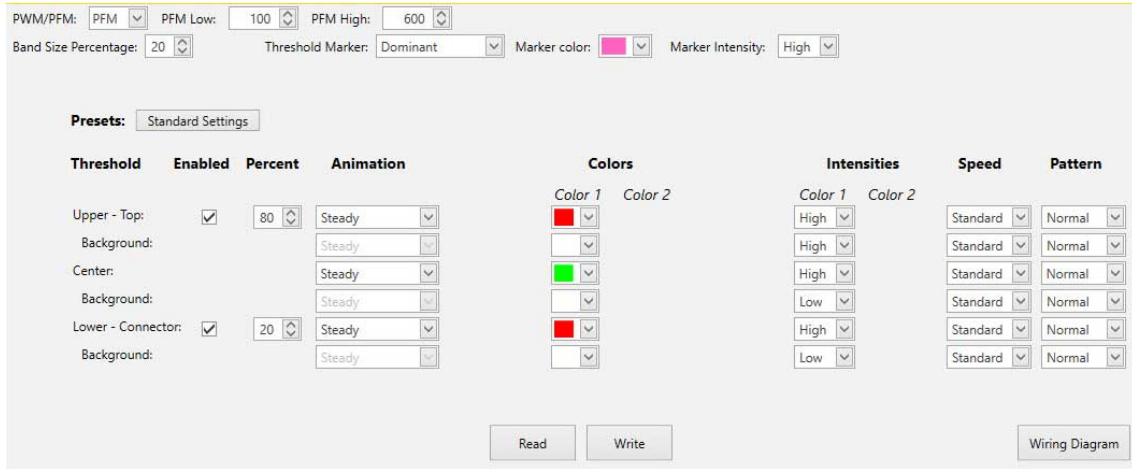 PWM/PFM: PFM PFM Low: 100 PFM High: 600
Band Size Percentage: 20 Threshold Marker: Dominant Marker color: Marker Intensity: High
Presets: Standard Settings
Threshold Enabled Percent Animation Colors Intensities Speed Pattern
Color 1 Color 2 Color 1 Color 2
Upper - Top: 80 Steady High Standard Normal
Background: Steady High Standard Normal
Center: Steady High Standard Normal
Background: Steady Low Standard Normal
Lower - Connector: 20 Steady High Standard Normal
Background: Steady Low Standard Normal
Read Write Wiring Diagram